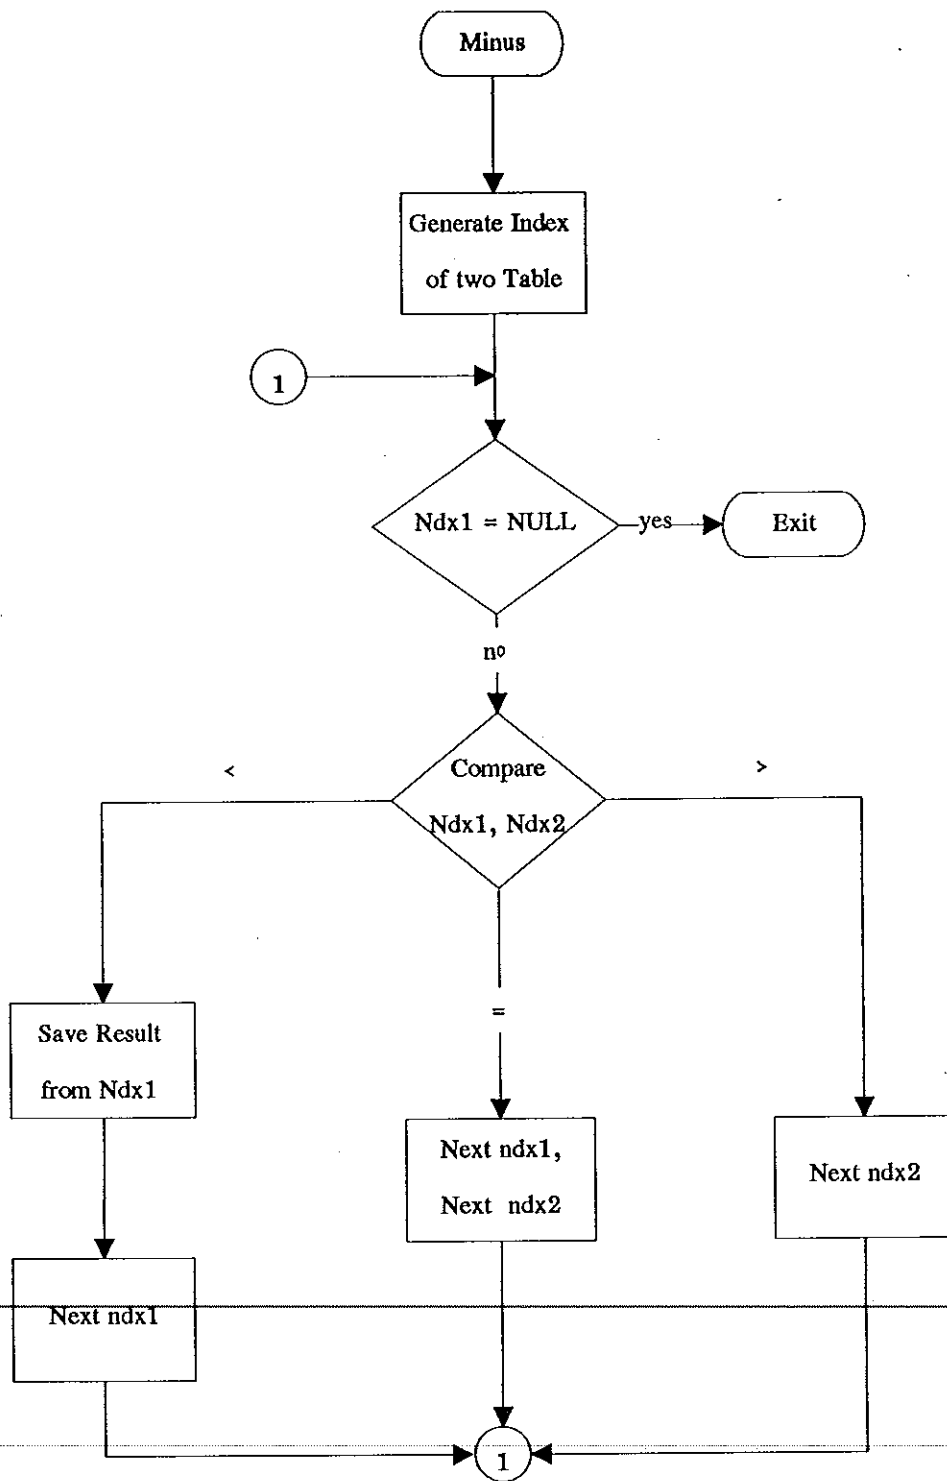 Minus
Generate Index
of two Table
1
Ndx1 = NULL
yes
Exit
no
<
Compare
>
Ndx1, Ndx2
=
Save Result
from Ndx1
Next ndx1,
Next ndx2
Next ndx2
Next ndx1
1